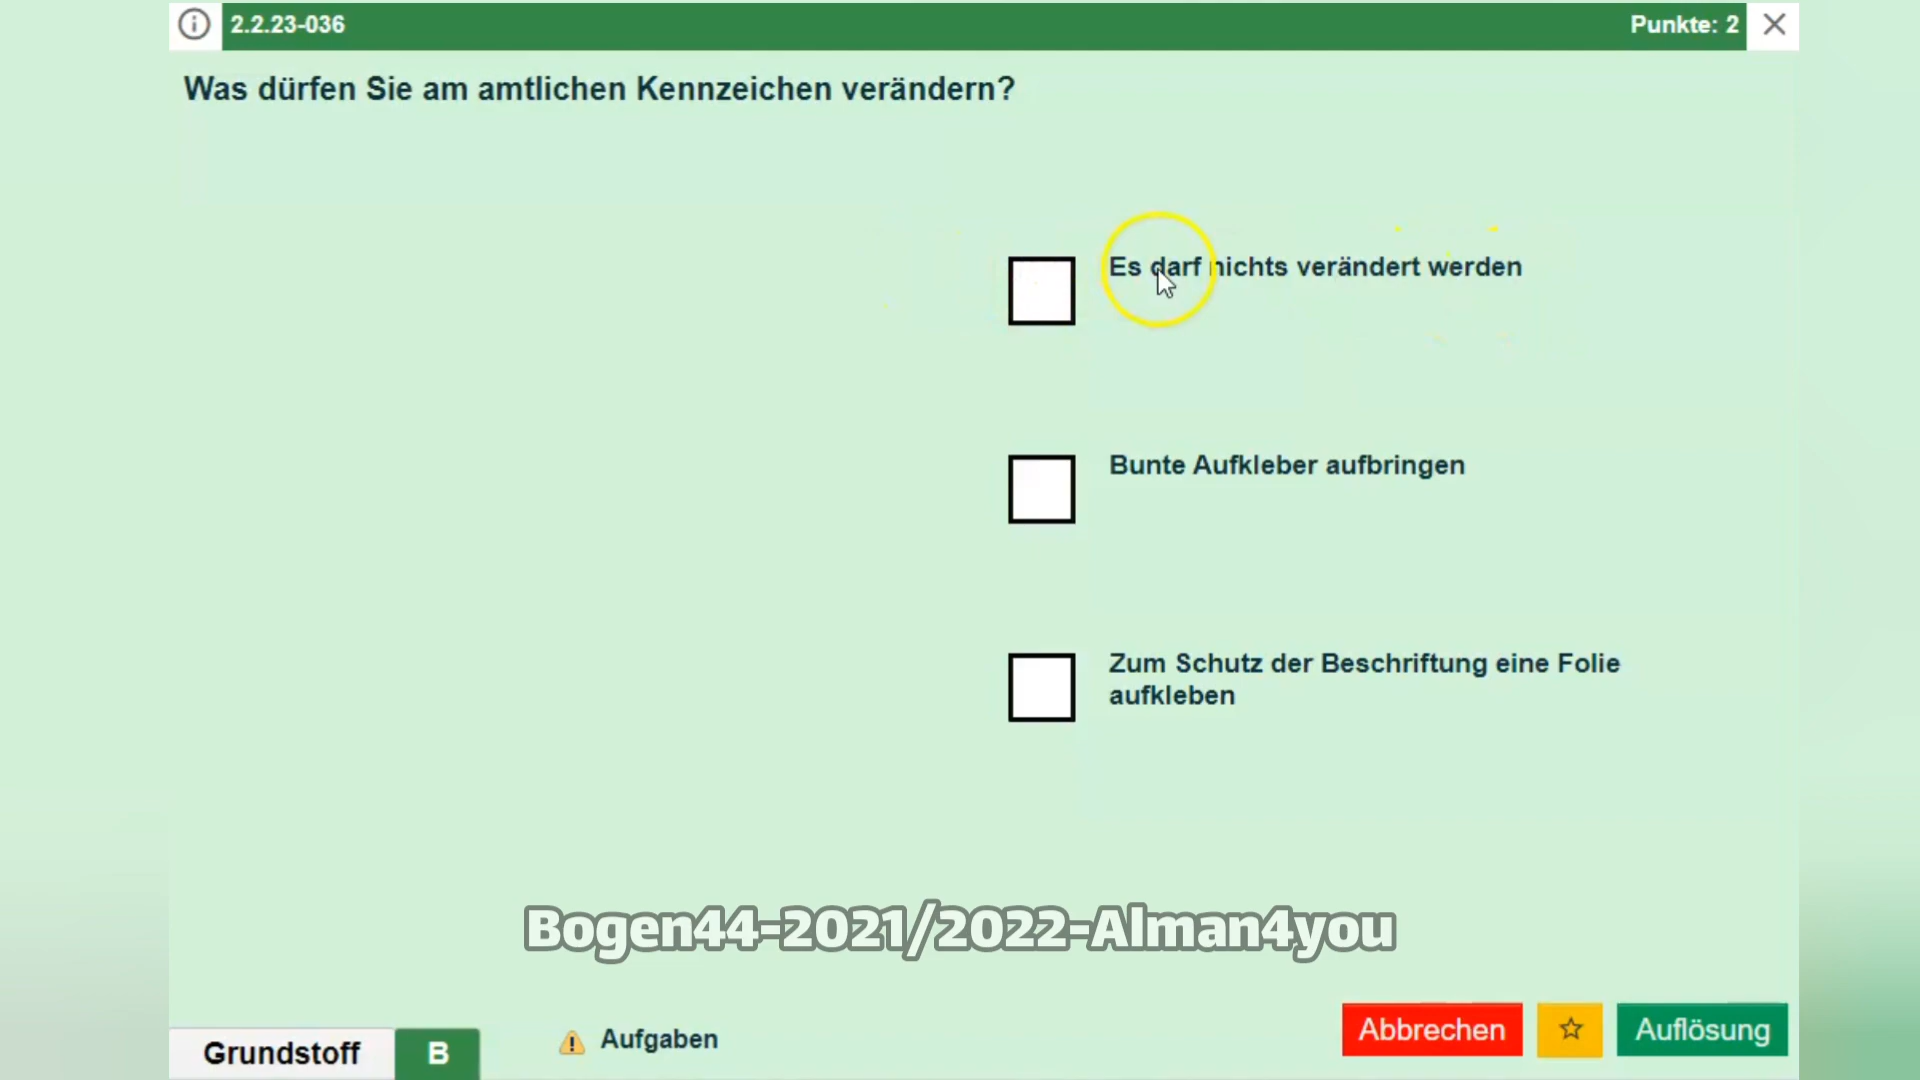 2.2.23-036
Punkte: 2
Was dürfen Sie am amtlichen Kennzeichen verändern?
Es darf nichts verändert werden
Bunte Aufkleber aufbringen
Zum Schutz der Beschriftung eine Folie
aufkleben
Bogen44-2021/2022-Alman4you
Grundstoff
B
Aufgaben
Abbrechen
Auflösung